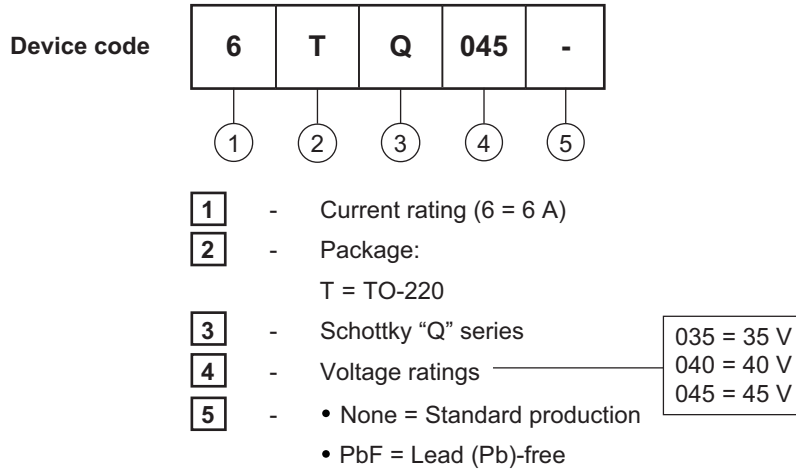 Device code 6 T Q 045 -
1 2 3 4 5
1 - Current rating (6 = 6 A)
2 - Package:
T = TO-220
3 - Schottky “Q” series
4 - Voltage ratings
035 = 35 V
040 = 40 V
045 = 45 V
5 - • None = Standard production
• PbF = Lead (Pb)-free